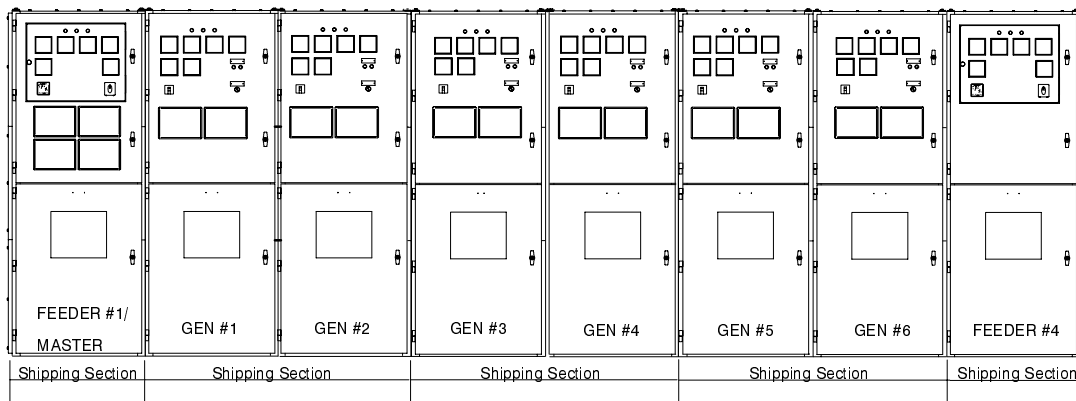 FEEDER #1/
MASTER
GEN #1
GEN #2
GEN #3
GEN #4
GEN #5
GEN #6
FEEDER #4
Shipping Section
Shipping Section
Shipping Section
Shipping Section
Shipping Section